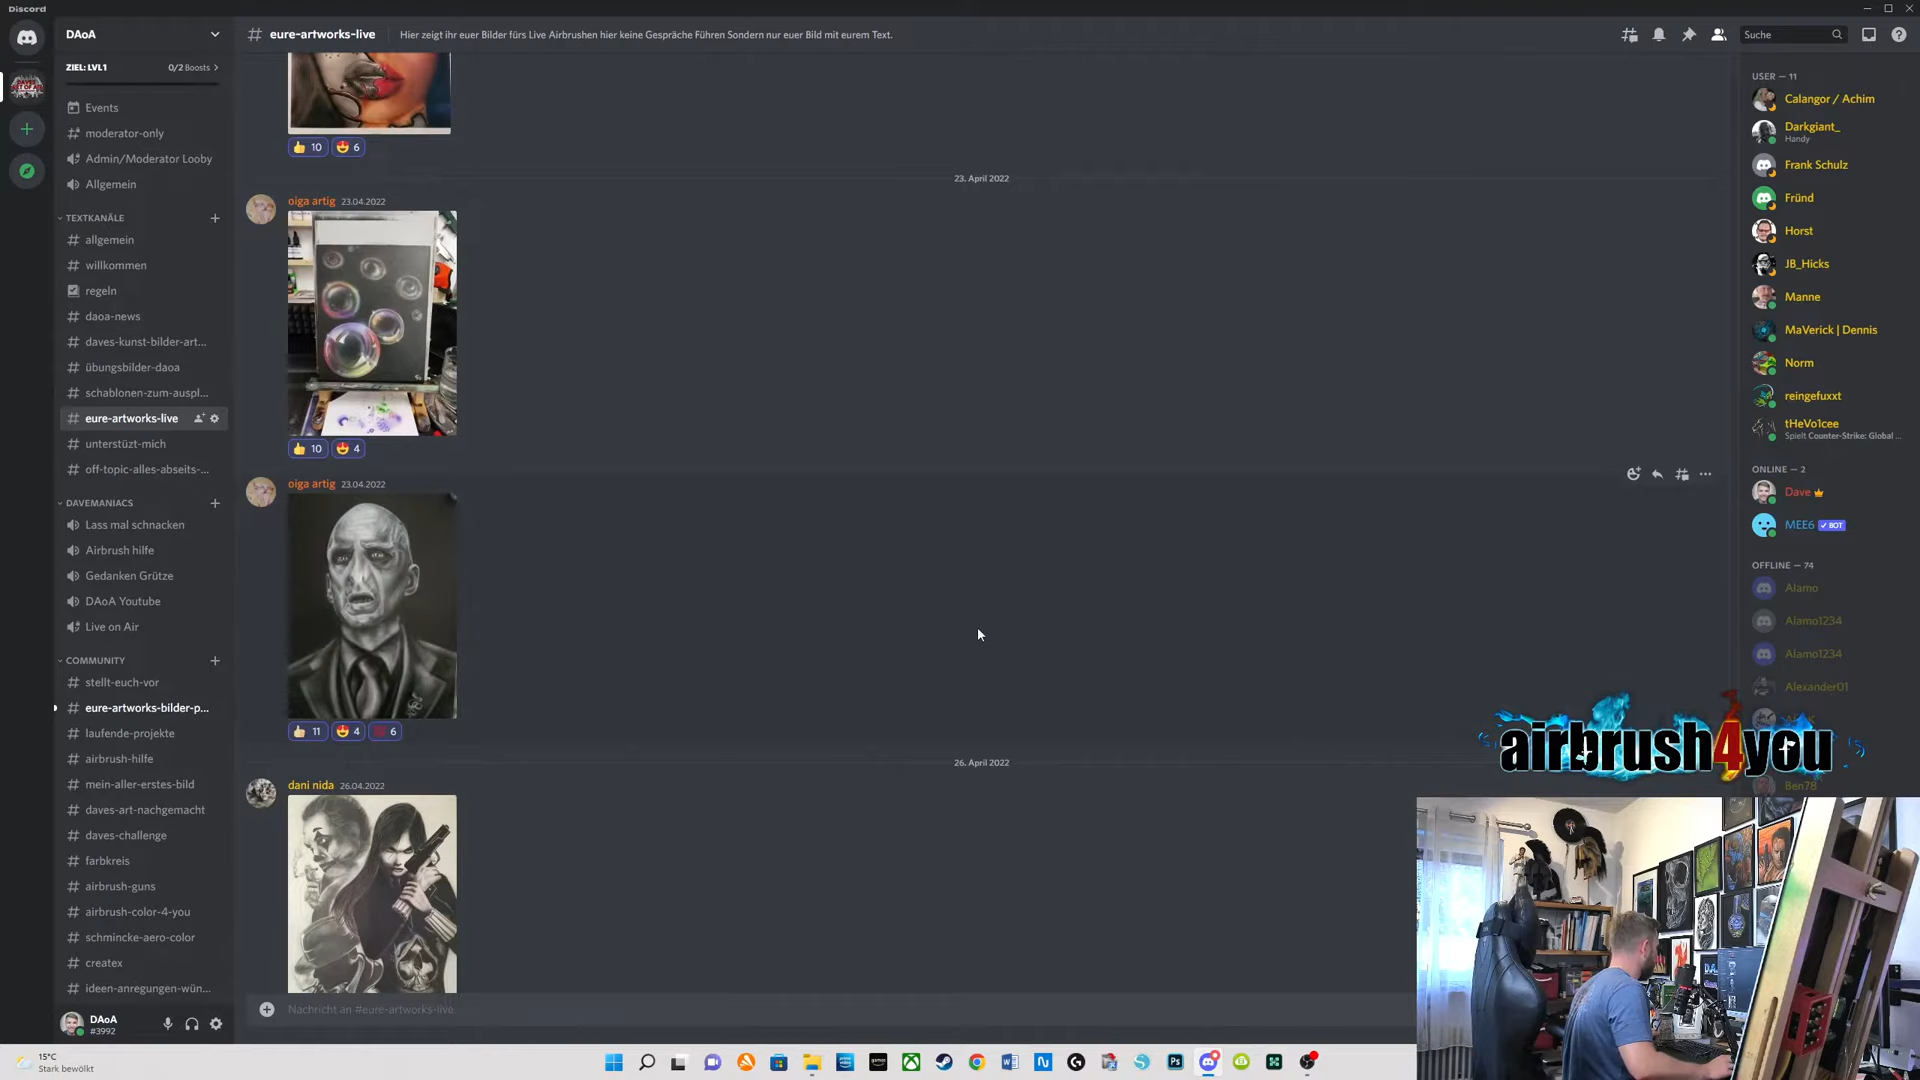 Discord
DAoA
# eure-artworks-live
Hier zeigt ihr euer Bilder fürs Live Airbrushen hier keine Gespräche Führen Sondern nur euer Bild mit eurem Text.
Suche
ZIEL: LVL1
0/2 Boosts
Events
moderator-only
Admin/Moderator Looby
Allgemein
TEXTKANÄLE
allgemein
willkommen
regeln
daoa-news
daves-kunst-bilder-art...
übungsbilder-daoa
schablonen-zum-auspl...
eure-artworks-live
unterstüzt-mich
off-topic-alles-abseits-...
DAVEMANIACS
Lass mal schnacken
Airbrush hilfe
Gedanken Grütze
DAoA Youtube
Live on Air
COMMUNITY
stellt-euch-vor
eure-artworks-bilder-p...
laufende-projekte
airbrush-hilfe
mein-aller-erstes-bild
daves-art-nachgemacht
daves-challenge
farbkreis
airbrush-guns
airbrush-color-4-you
schmincke-aero-color
createx
ideen-anregungen-wün...
DAoA
#3992
10
6
23. April 2022
oiga artig 23.04.2022
10
4
oiga artig 23.04.2022
11
4
6
26. April 2022
dani nida 26.04.2022
Nachricht an #eure-artworks-live
USER — 11
Calangor / Achim
Darkgiant_
Handy
Frank Schulz
Fründ
Horst
JB_Hicks
Manne
MaVerick | Dennis
Norm
reingefuxxt
tHeVo1cee
Spielt Counter-Strike: Global ...
ONLINE — 2
Dave
MEE6 ✓ BOT
OFFLINE — 74
Alamo
Alamo1234
Alamo1234
Alexander01
airbrush4you
Ben78
15°C
Stark bewölkt